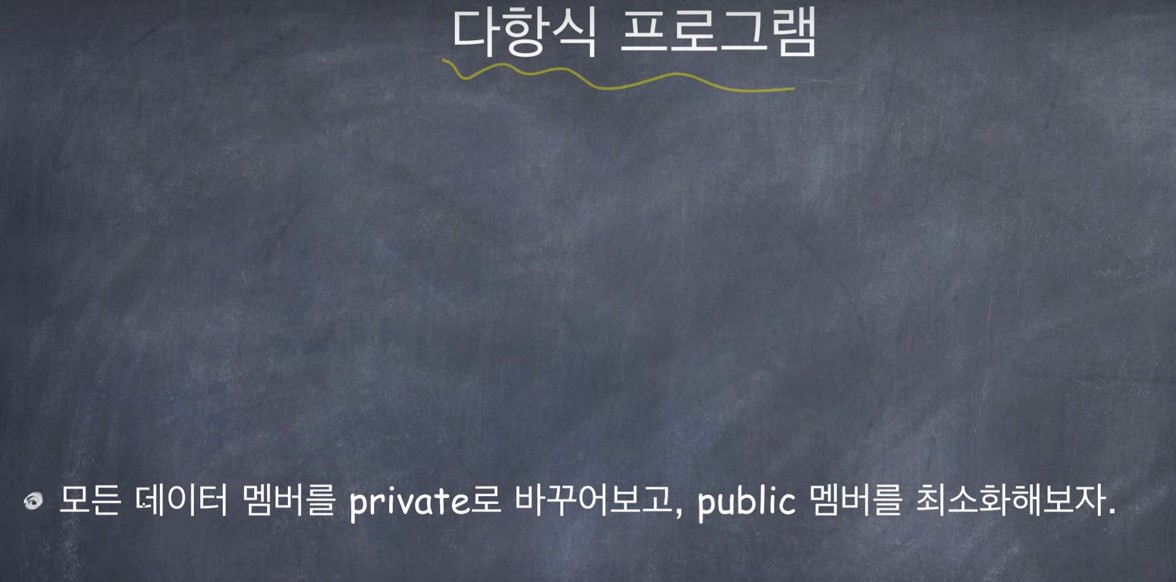 다항식 프로그램
모든 데이터 멤버를 private로 바꾸어보고, public 멤버를 최소화해보자.